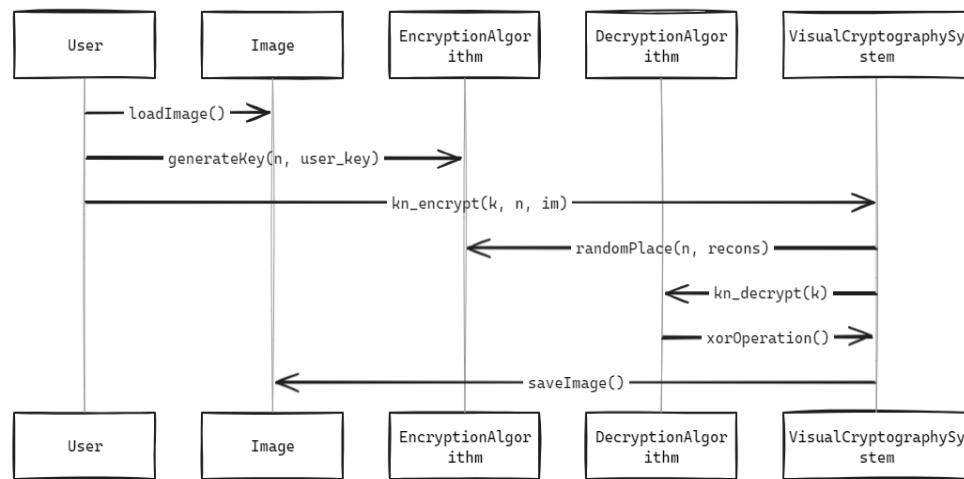 User
Image
EncryptionAlgor
ithm
DecryptionAlgor
ithm
VisualCryptographySy
stem
loadImage()
generateKey(n, user_key)
kn_encrypt(k, n, im)
randomPlace(n, recons)
kn_decrypt(k)
xorOperation()
saveImage()
User
Image
EncryptionAlgor
ithm
DecryptionAlgor
ithm
VisualCryptographySy
stem